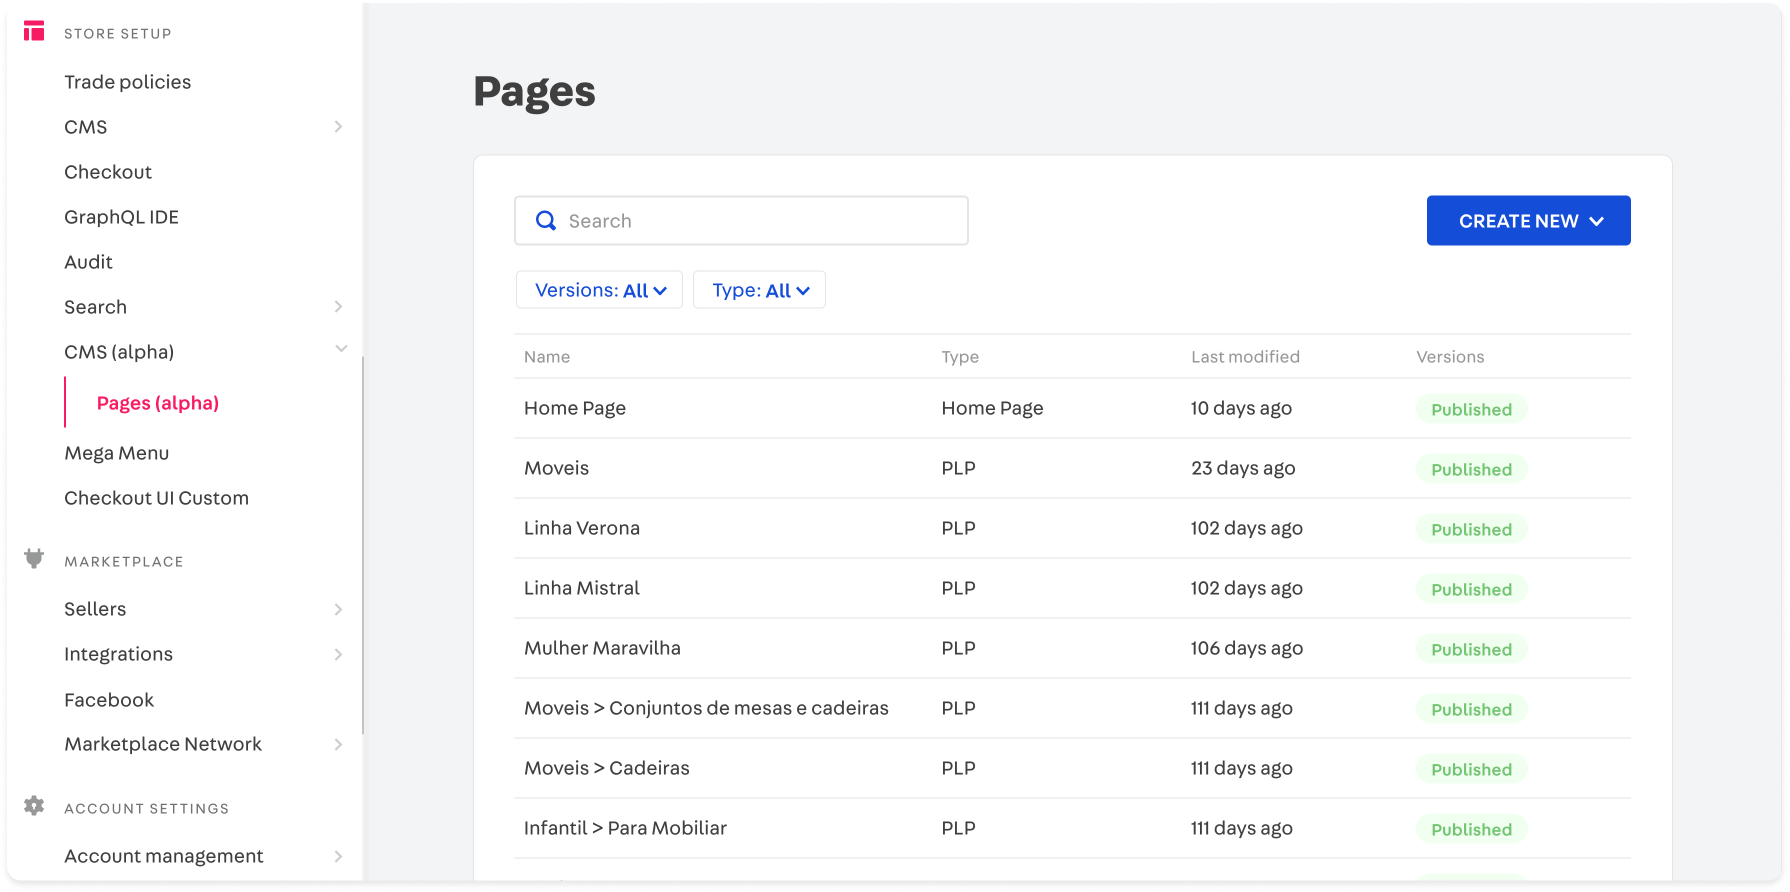 STORE SETUP
Trade policies
CMS
Checkout
GraphQL IDE
Audit
Search
CMS (alpha)
Pages (alpha)
Mega Menu
Checkout UI Custom
MARKETPLACE
Sellers
Integrations
Facebook
Marketplace Network
ACCOUNT SETTINGS
Account management
Pages
Search
CREATE NEW
Versions: All Type: All
Name Type Last modified Versions
Home Page Home Page 10 days ago Published
Moveis PLP 23 days ago Published
Linha Verona PLP 102 days ago Published
Linha Mistral PLP 102 days ago Published
Mulher Maravilha PLP 106 days ago Published
Moveis > Conjuntos de mesas e cadeiras PLP 111 days ago Published
Moveis > Cadeiras PLP 111 days ago Published
Infantil > Para Mobiliar PLP 111 days ago Published